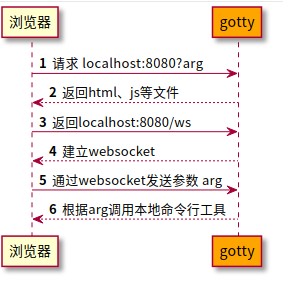 浏览器 gotty
1 请求 localhost:8080?arg
2 返回html、js等文件
3 返回localhost:8080/ws
4 建立websocket
5 通过websocket发送参数 arg
6 根据arg调用本地命令行工具
浏览器 gotty